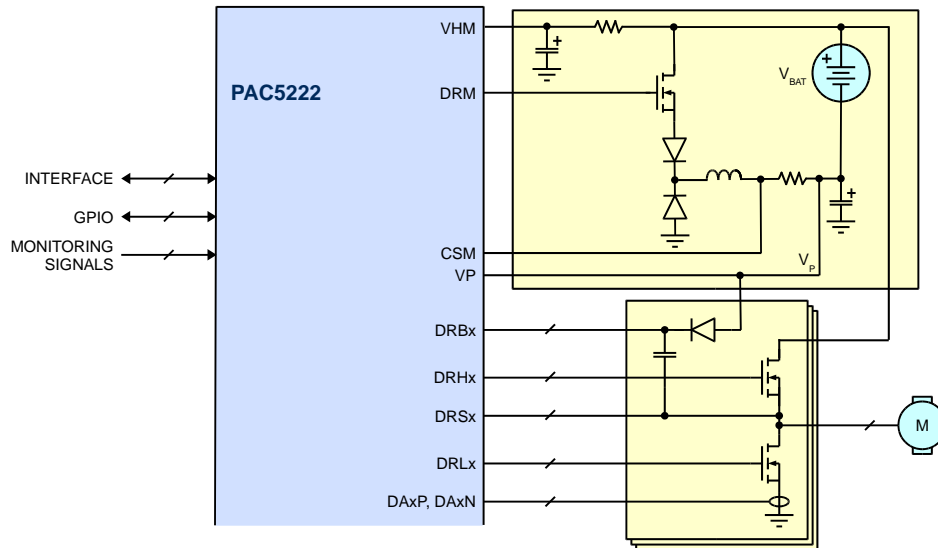 VHM
PAC5222
DRM
+
+
V_BAT
INTERFACE
GPIO
MONITORING
SIGNALS
+
CSM
VP
V_P
DRBx
DRHx
DRSx
M
DRLx
DAxP, DAxN